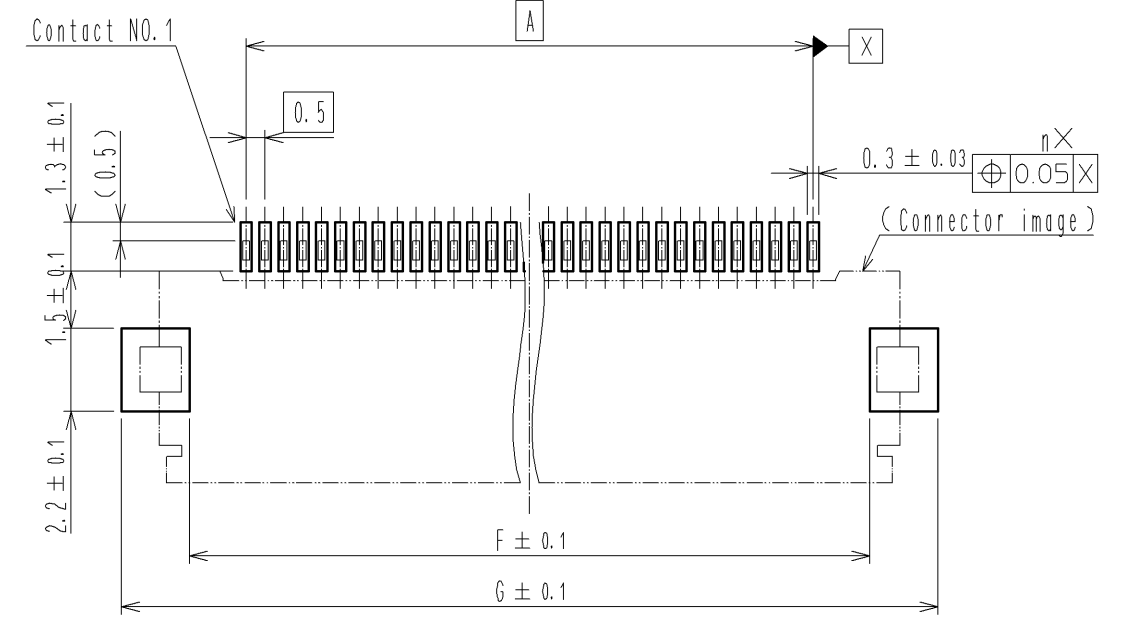 A
Contact NO. 1
X
0.5
nX
0.3 ± 0.03
0.05 X
1.3 ± 0.1
(0.5)
(Connector image)
1.5 ± 0.1
2.2 ± 0.1
F ± 0.1
G ± 0.1